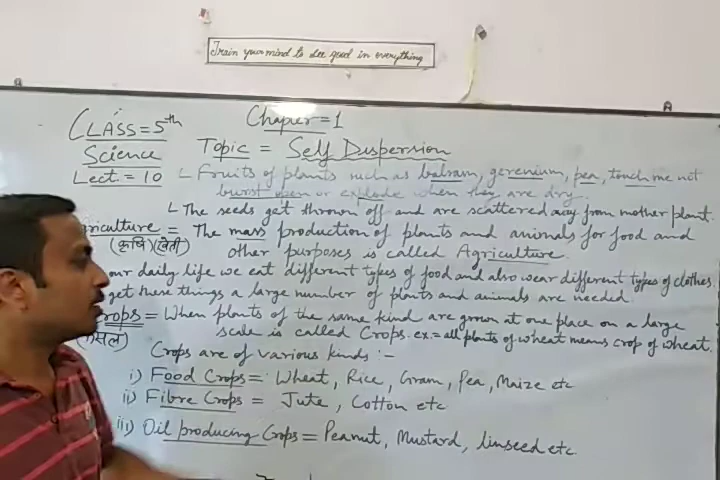 Train your mind to see good in everything
CLASS = 5th
Chapter = 1
Science
Topic = Self Dispersion
Lect. = 10
Fruits of plants such as balsam, gerenium, pea, touch me not
burst open or explode when they are dry.
The seeds get thrown off and are scattered away from mother plant.
riculture = The mass production of plants and animals for food and
(कृषि) (खेती) other purposes is called Agriculture.
our daily life we eat different types of food and also wear different types of clothes.
get these things a large number of plants and animals are needed.
rops = When plants of the same kind are grown at one place on a large
scale is called Crops. ex. = all plants of wheat means crop of wheat.
Crops are of various kinds :-
i) Food Crops = Wheat, Rice, Gram, Pea, Maize etc
ii) Fibre Crops = Jute, Cotton etc
iii) Oil producing Crops = Peanut, Mustard, linseed etc